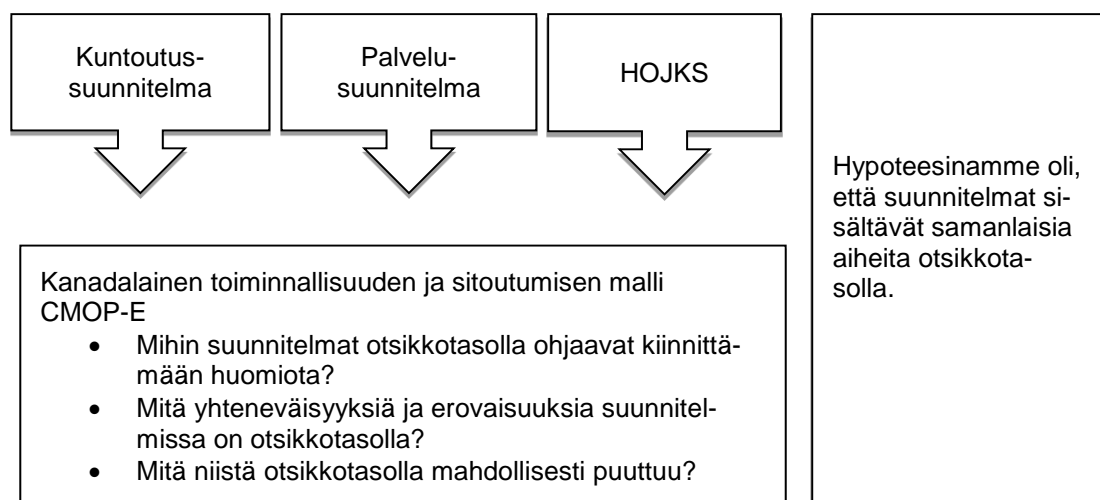 Kuntoutus-
suunnitelma
Palvelu-
suunnitelma
HOJKS
Kanadalainen toiminnallisuuden ja sitoutumisen malli
CMOP-E
• Mihin suunnitelmat otsikkotasolla ohjaavat kiinnittä-
mään huomiota?
• Mitä yhteneväisyyksiä ja erovaisuuksia suunnitel-
missa on otsikkotasolla?
• Mitä niistä otsikkotasolla mahdollisesti puuttuu?
Hypoteesinamme oli,
että suunnitelmat si-
sältävät samanlaisia
aiheita otsikkota-
solla.